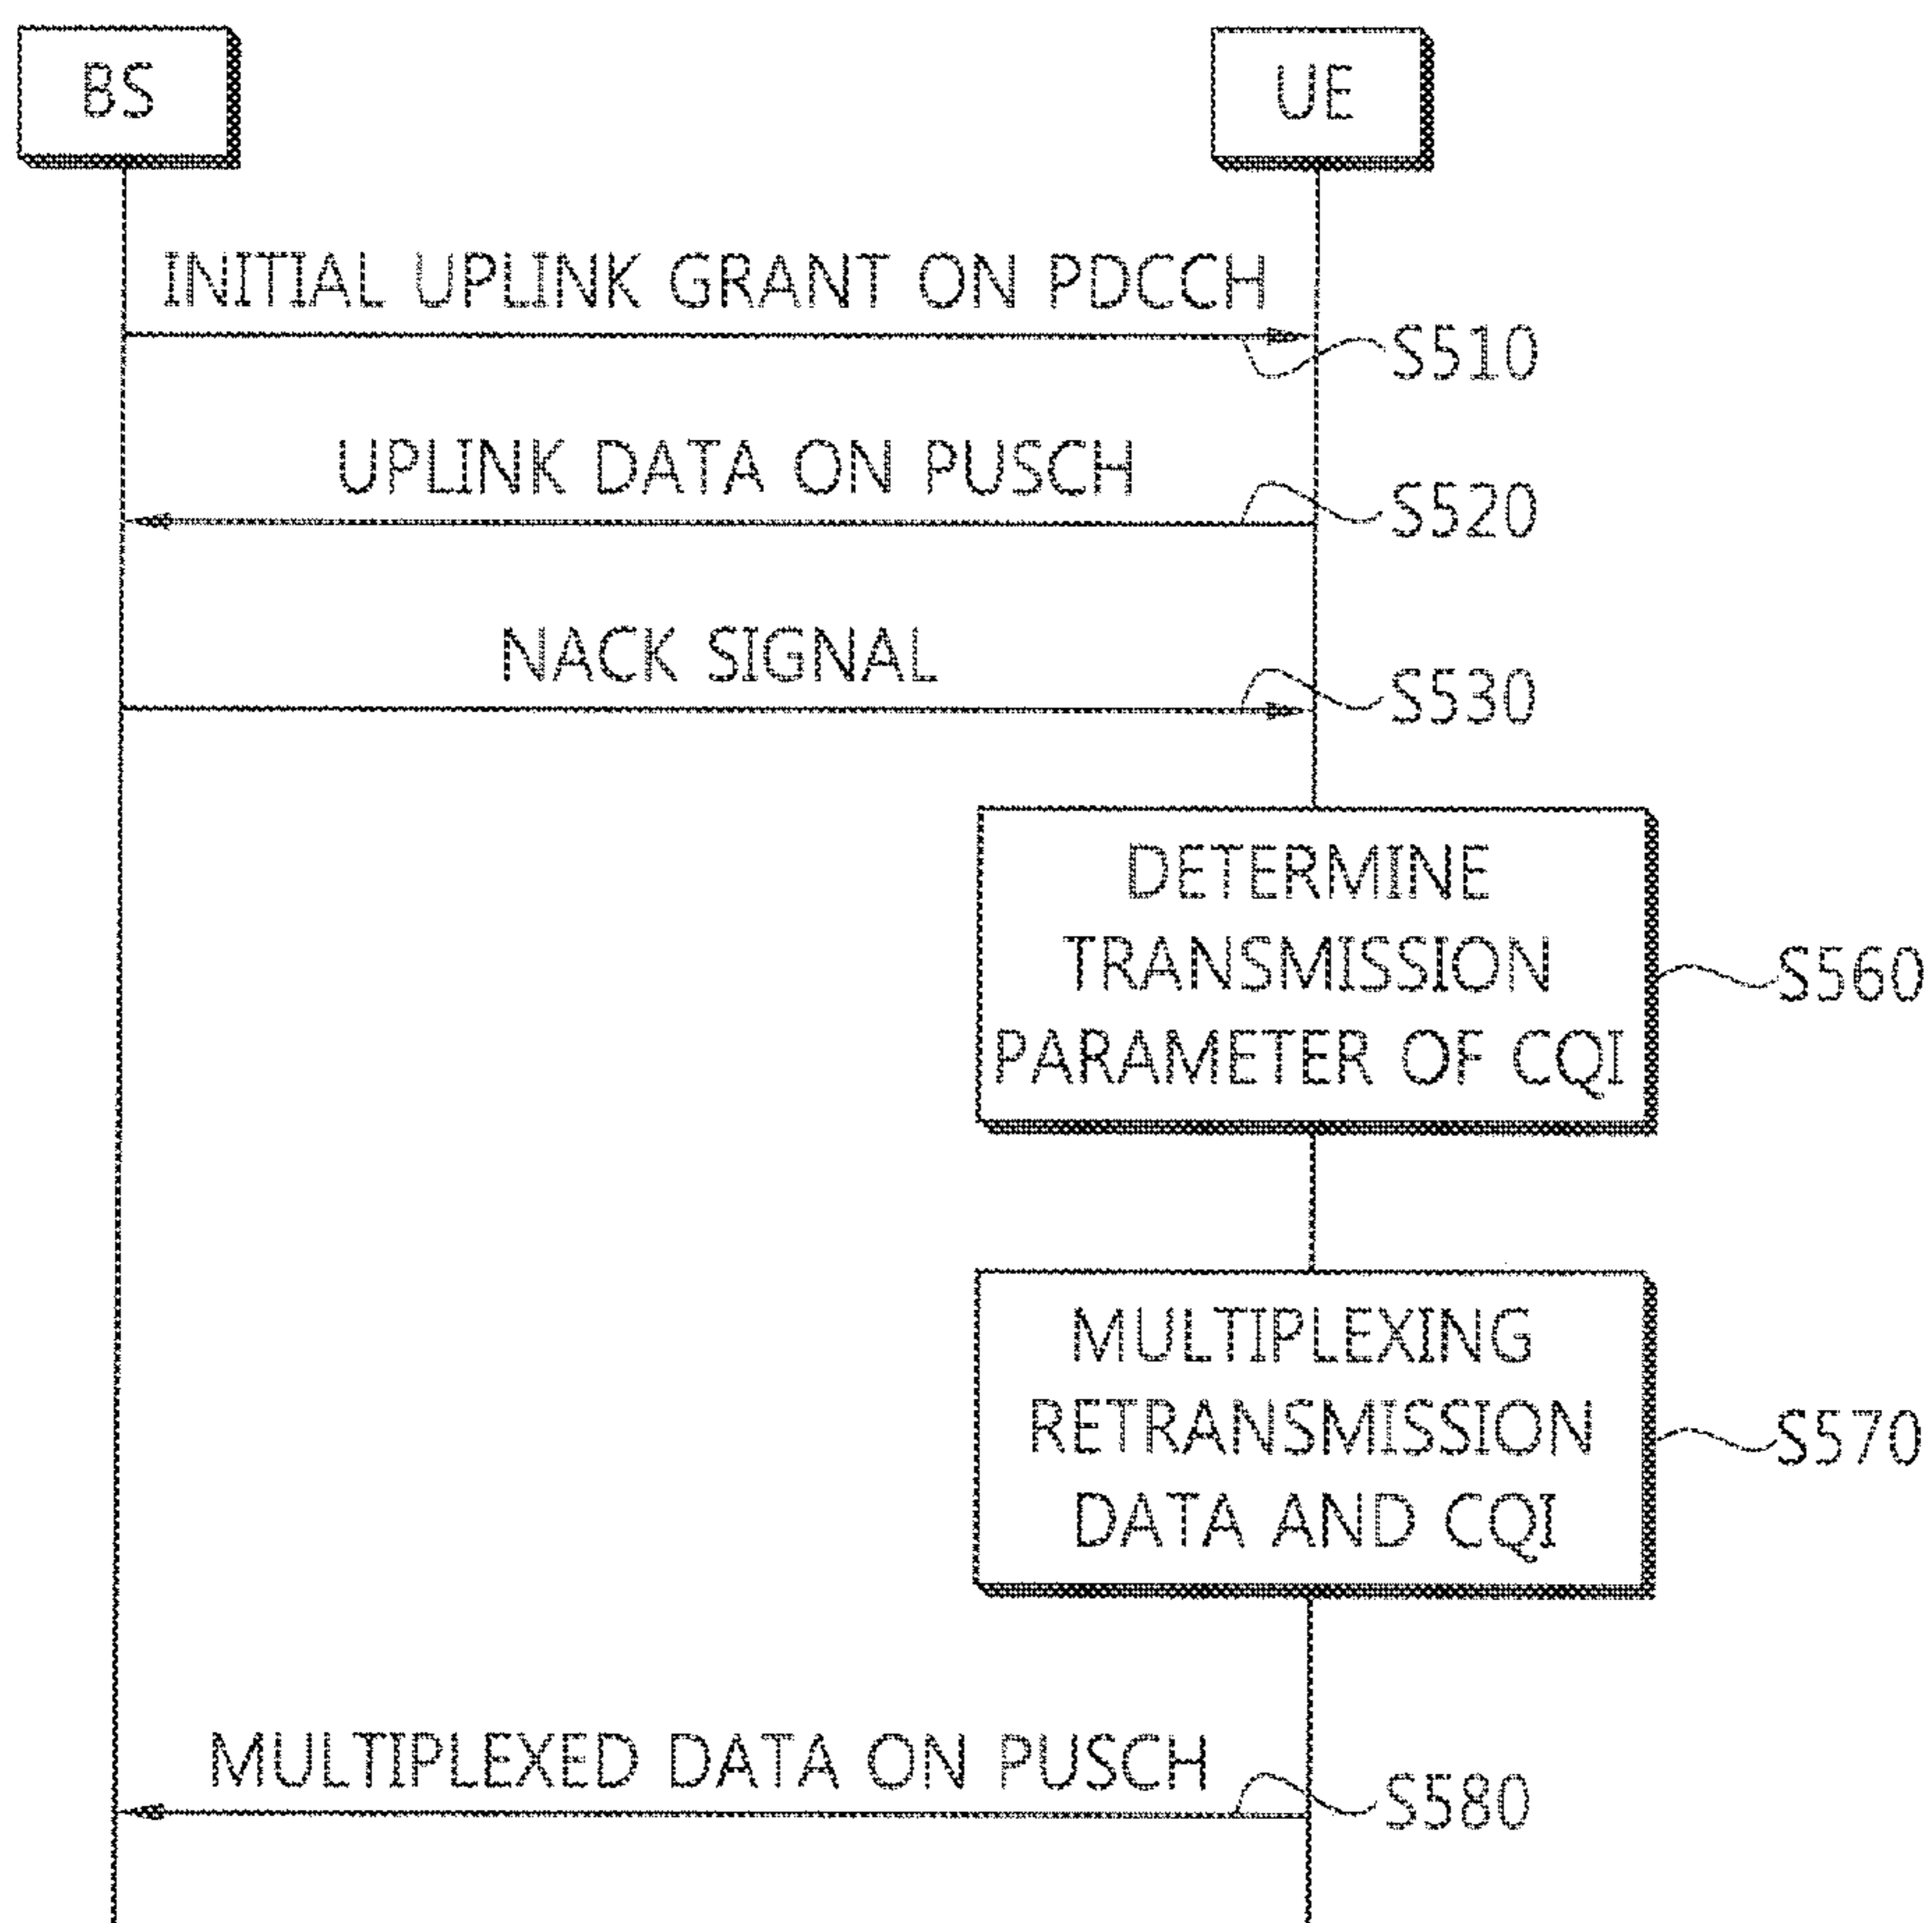 BS
UE
INITIAL UPLINK GRANT ON PDCCH
S510
UPLINK DATA ON PUSCH
S520
NACK SIGNAL
S530
DETERMINE
TRANSMISSION
PARAMETER OF CQI
S560
MULTIPLEXING
RETRANSMISSION
DATA AND CQI
S570
MULTIPLEXED DATA ON PUSCH
S580